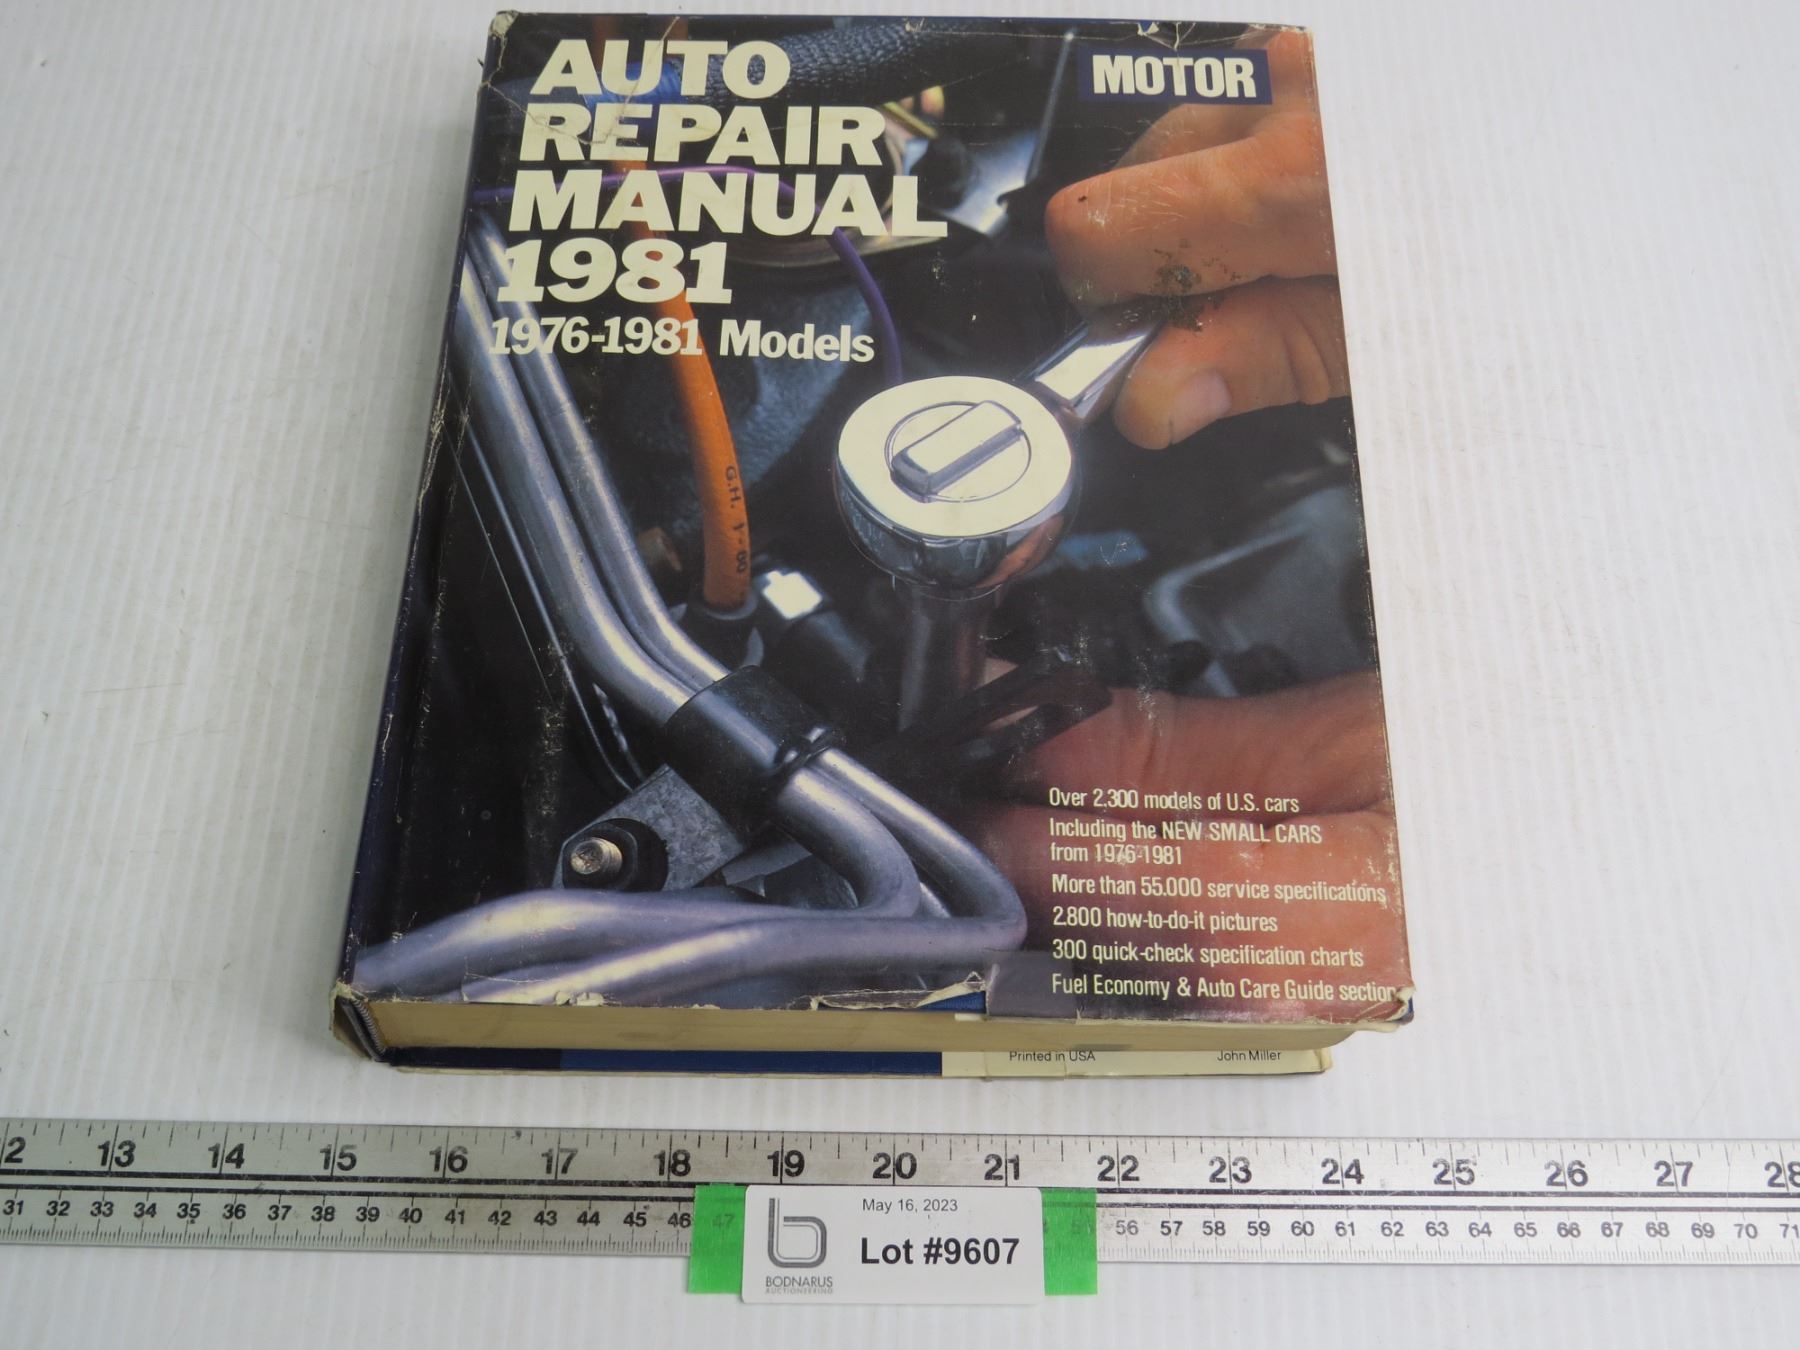 AUTO
REPAIR
MANUAL
1981
1976-1981 Models
MOTOR
G.H. 1-80
Over 2,300 models of U.S. cars
Including the NEW SMALL CARS
from 1976-1981
More than 55,000 service specifications
2,800 how-to-do-it pictures
300 quick-check specification charts
Fuel Economy & Auto Care Guide section
Printed in USA John Miller
2 13 14 15 16 17 18 19 20 21 22 23 24 25 26 27 28
31 32 33 34 35 36 37 38 39 40 41 42 43 44 45 46 47 55 56 57 58 59 60 61 62 63 64 65 66 67 68 69 70 71
May 16, 2023
Lot #9607
BODNARUS
AUCTIONEERING